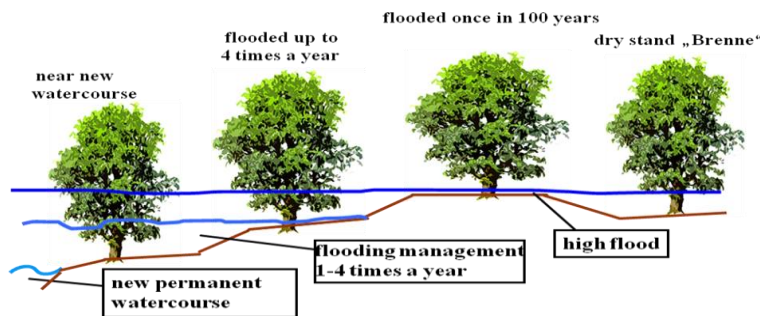 flooded once in 100 years
flooded up to
4 times a year
dry stand „Brenne“
near new
watercourse
high flood
flooding management
1-4 times a year
new permanent
watercourse